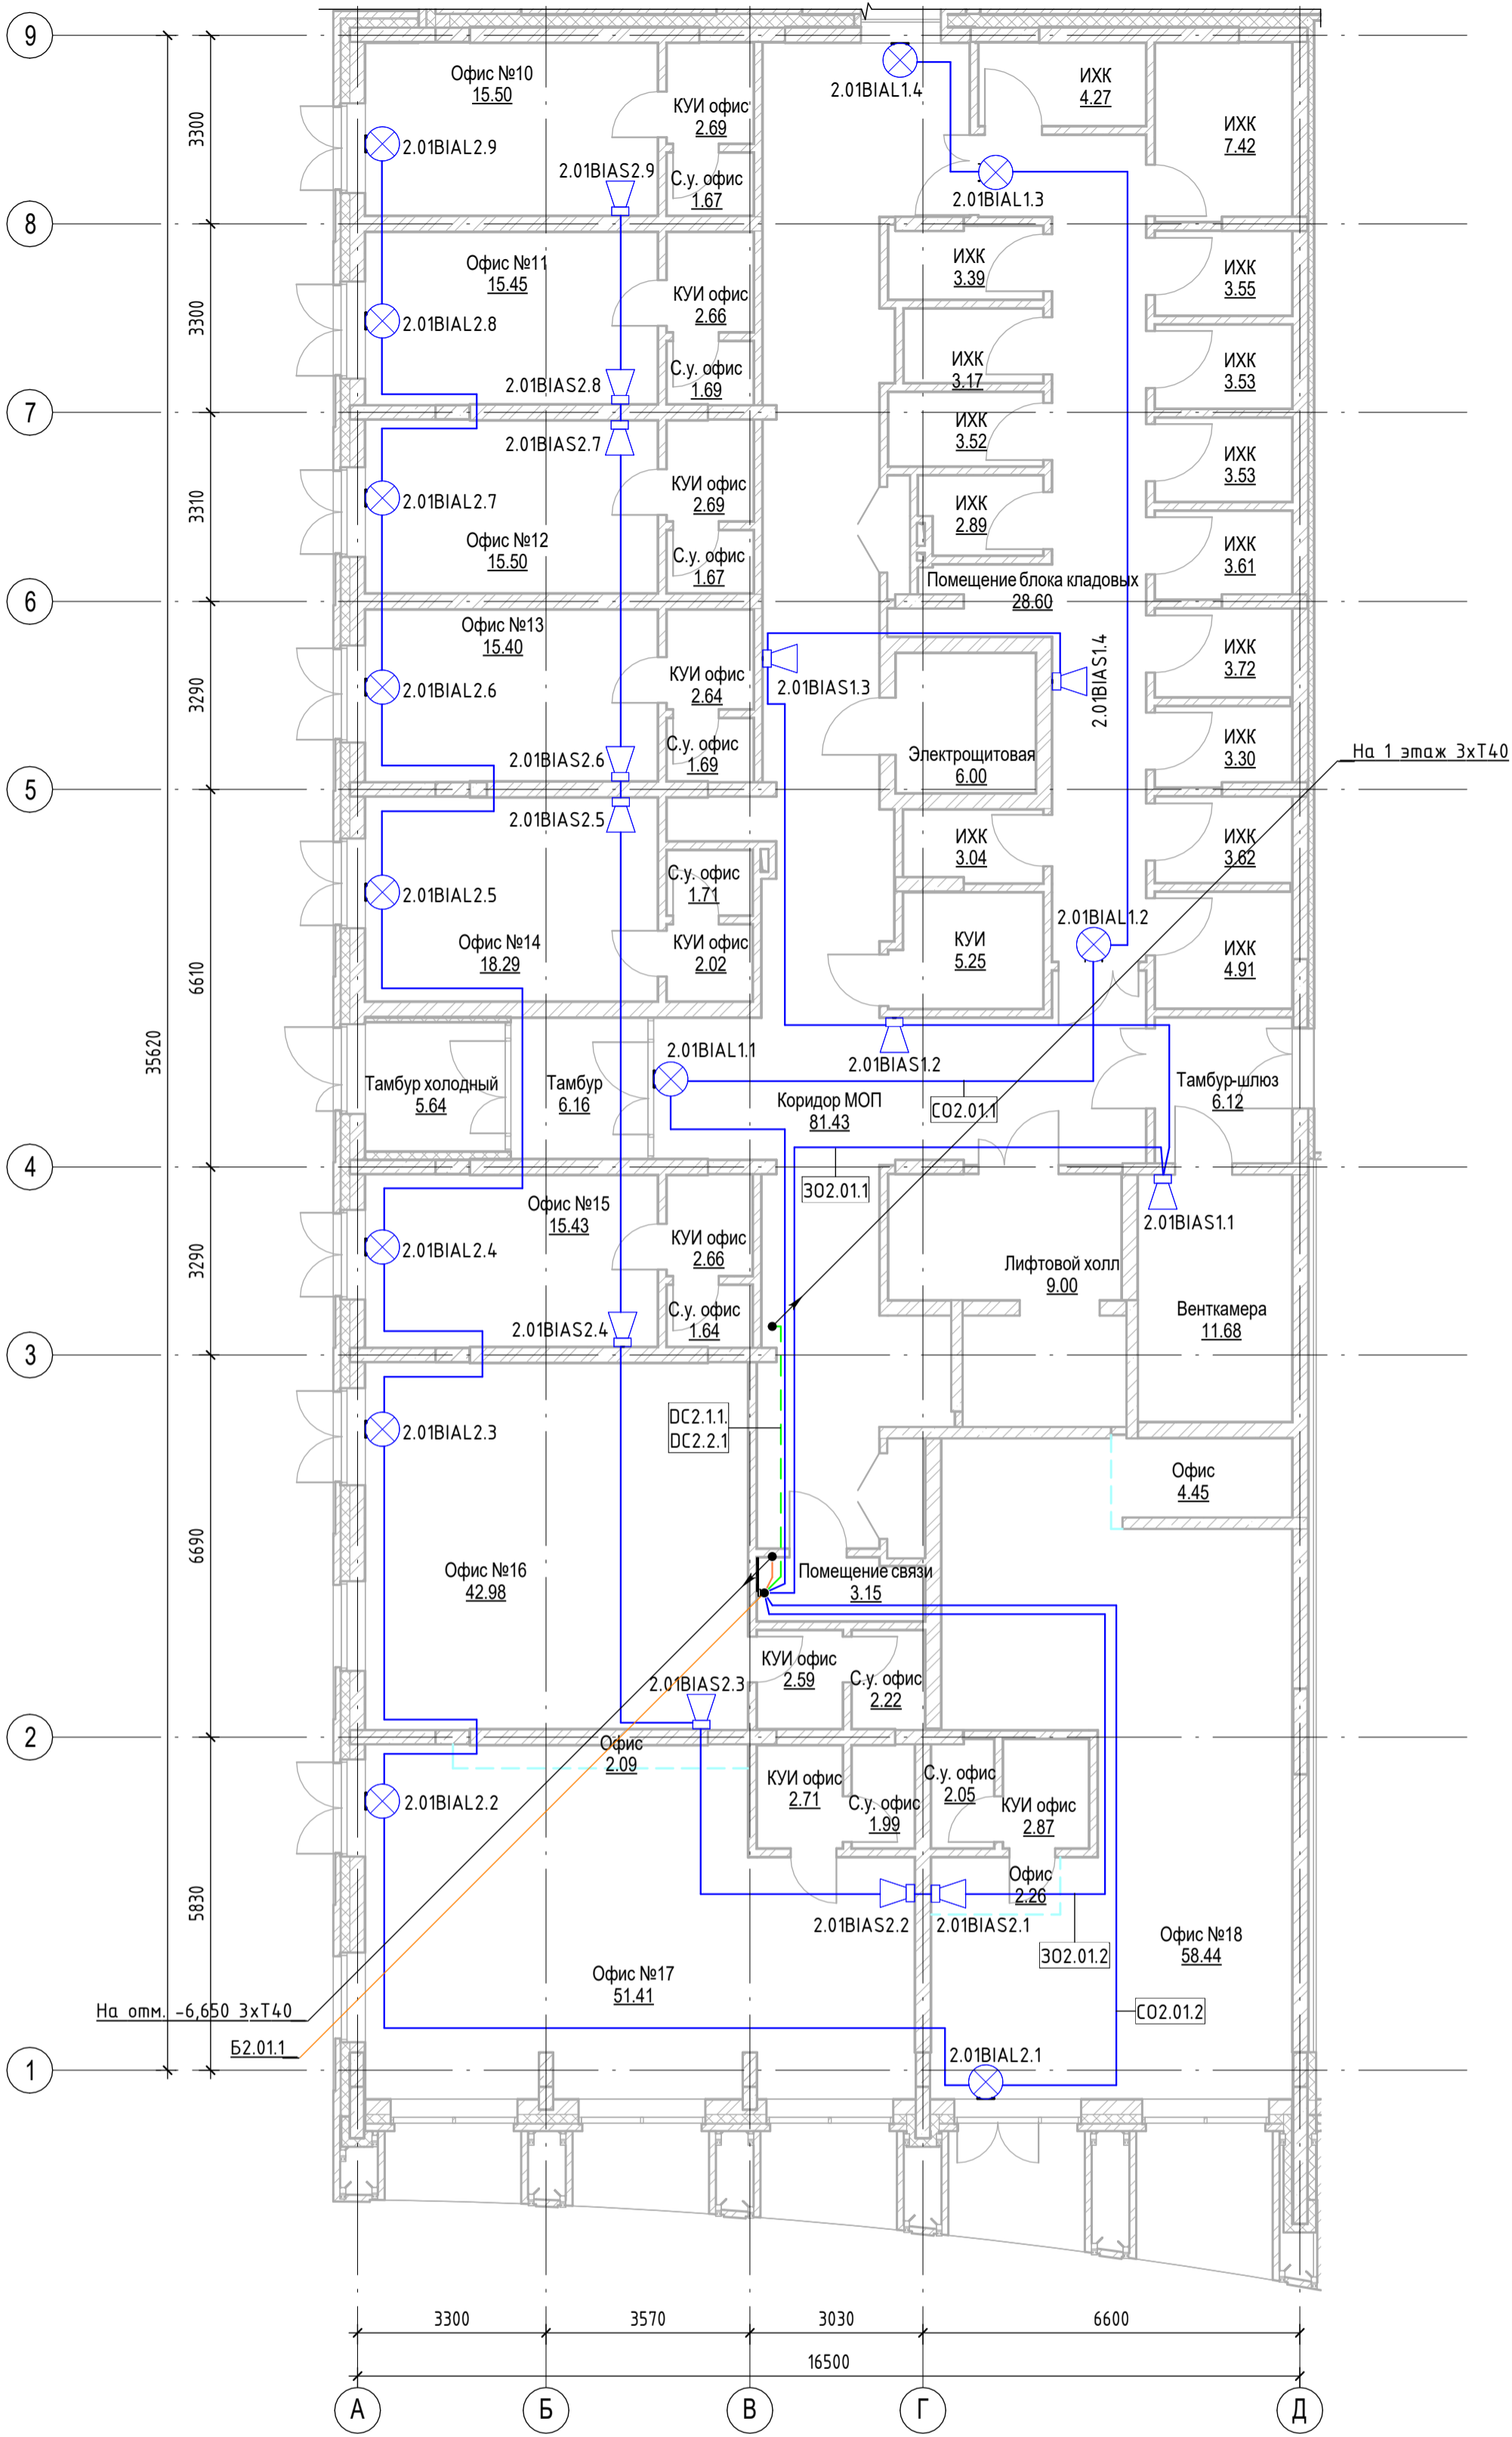 9
Офис №10
15.50
КУИ офис
2.69
2.01BIAL1.4
ИХК
4.27
ИХК
7.42
3300
2.01BIAL2.9
2.01BIAS2.9
С.у. офис
1.67
2.01BIAL1.3
8
Офис №11
15.45
КУИ офис
2.66
ИХК
3.39
ИХК
3.55
3300
2.01BIAL2.8
ИХК
3.17
ИХК
3.53
С.у. офис
1.69
2.01BIAS2.8
7
2.01BIAS2.7
ИХК
3.52
ИХК
3.53
КУИ офис
2.69
3310
2.01BIAL2.7
ИХК
2.89
Офис №12
15.50
С.у. офис
1.67
ИХК
3.61
Помещение блока кладовых
28.60
6
Офис №13
15.40
КУИ офис
2.64
ИХК
3.72
3290
2.01BIAL2.6
2.01BIAS1.3
2.01BIAS1.4
С.у. офис
1.69
2.01BIAS2.6
Электрощитовая
6.00
ИХК
3.30
На 1 этаж 3хТ40
5
2.01BIAS2.5
ИХК
3.04
ИХК
3.62
С.у. офис
1.71
2.01BIAL2.5
2.01BIAL1.2
Офис №14
18.29
КУИ офис
2.02
КУИ
5.25
ИХК
4.91
6610
35620
2.01BIAL1.1
2.01BIAS1.2
Тамбур холодный
5.64
Тамбур
6.16
Тамбур-шлюз
6.12
Коридор МОП
81.43
СО2.01.1
4
ЗО2.01.1
Офис №15
15.43
2.01BIAS1.1
КУИ офис
2.66
3290
2.01BIAL2.4
Лифтовой холл
9.00
С.у. офис
1.64
Венткамера
11.68
2.01BIAS2.4
3
DC2.1.1.
DC2.2.1
2.01BIAL2.3
Офис
4.45
6690
Офис №16
42.98
Помещение связи
3.15
КУИ офис
2.59
С.у. офис
2.22
2.01BIAS2.3
2
Офис
2.09
КУИ офис
2.71
С.у. офис
1.99
С.у. офис
2.05
КУИ офис
2.87
2.01BIAL2.2
Офис
2.26
5830
2.01BIAS2.2
2.01BIAS2.1
Офис №18
58.44
ЗО2.01.2
Офис №17
51.41
СО2.01.2
На отм. -6,650 3хТ40
Б2.01.1
1
2.01BIAL2.1
3300
3570
3030
6600
16500
А
Б
В
Г
Д